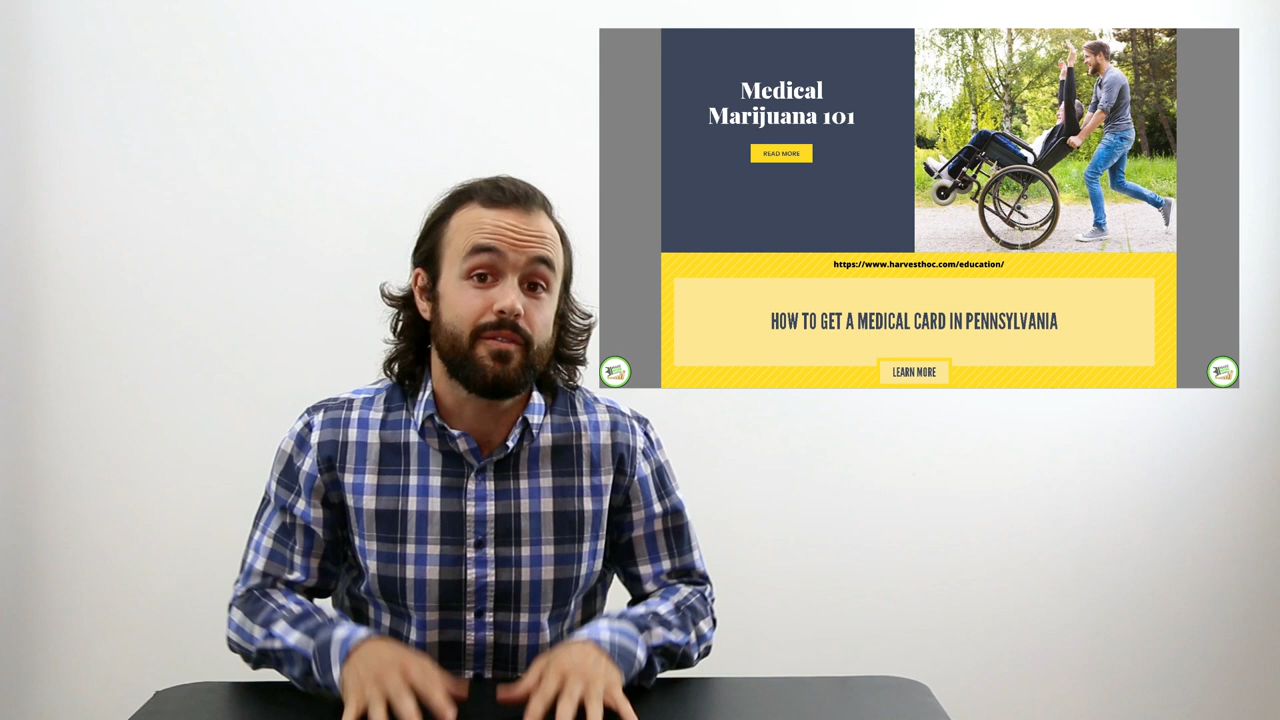 Medical
Marijuana 101
READ MORE
https://www.harvesthoc.com/education/
HOW TO GET A MEDICAL CARD IN PENNSYLVANIA
LEARN MORE